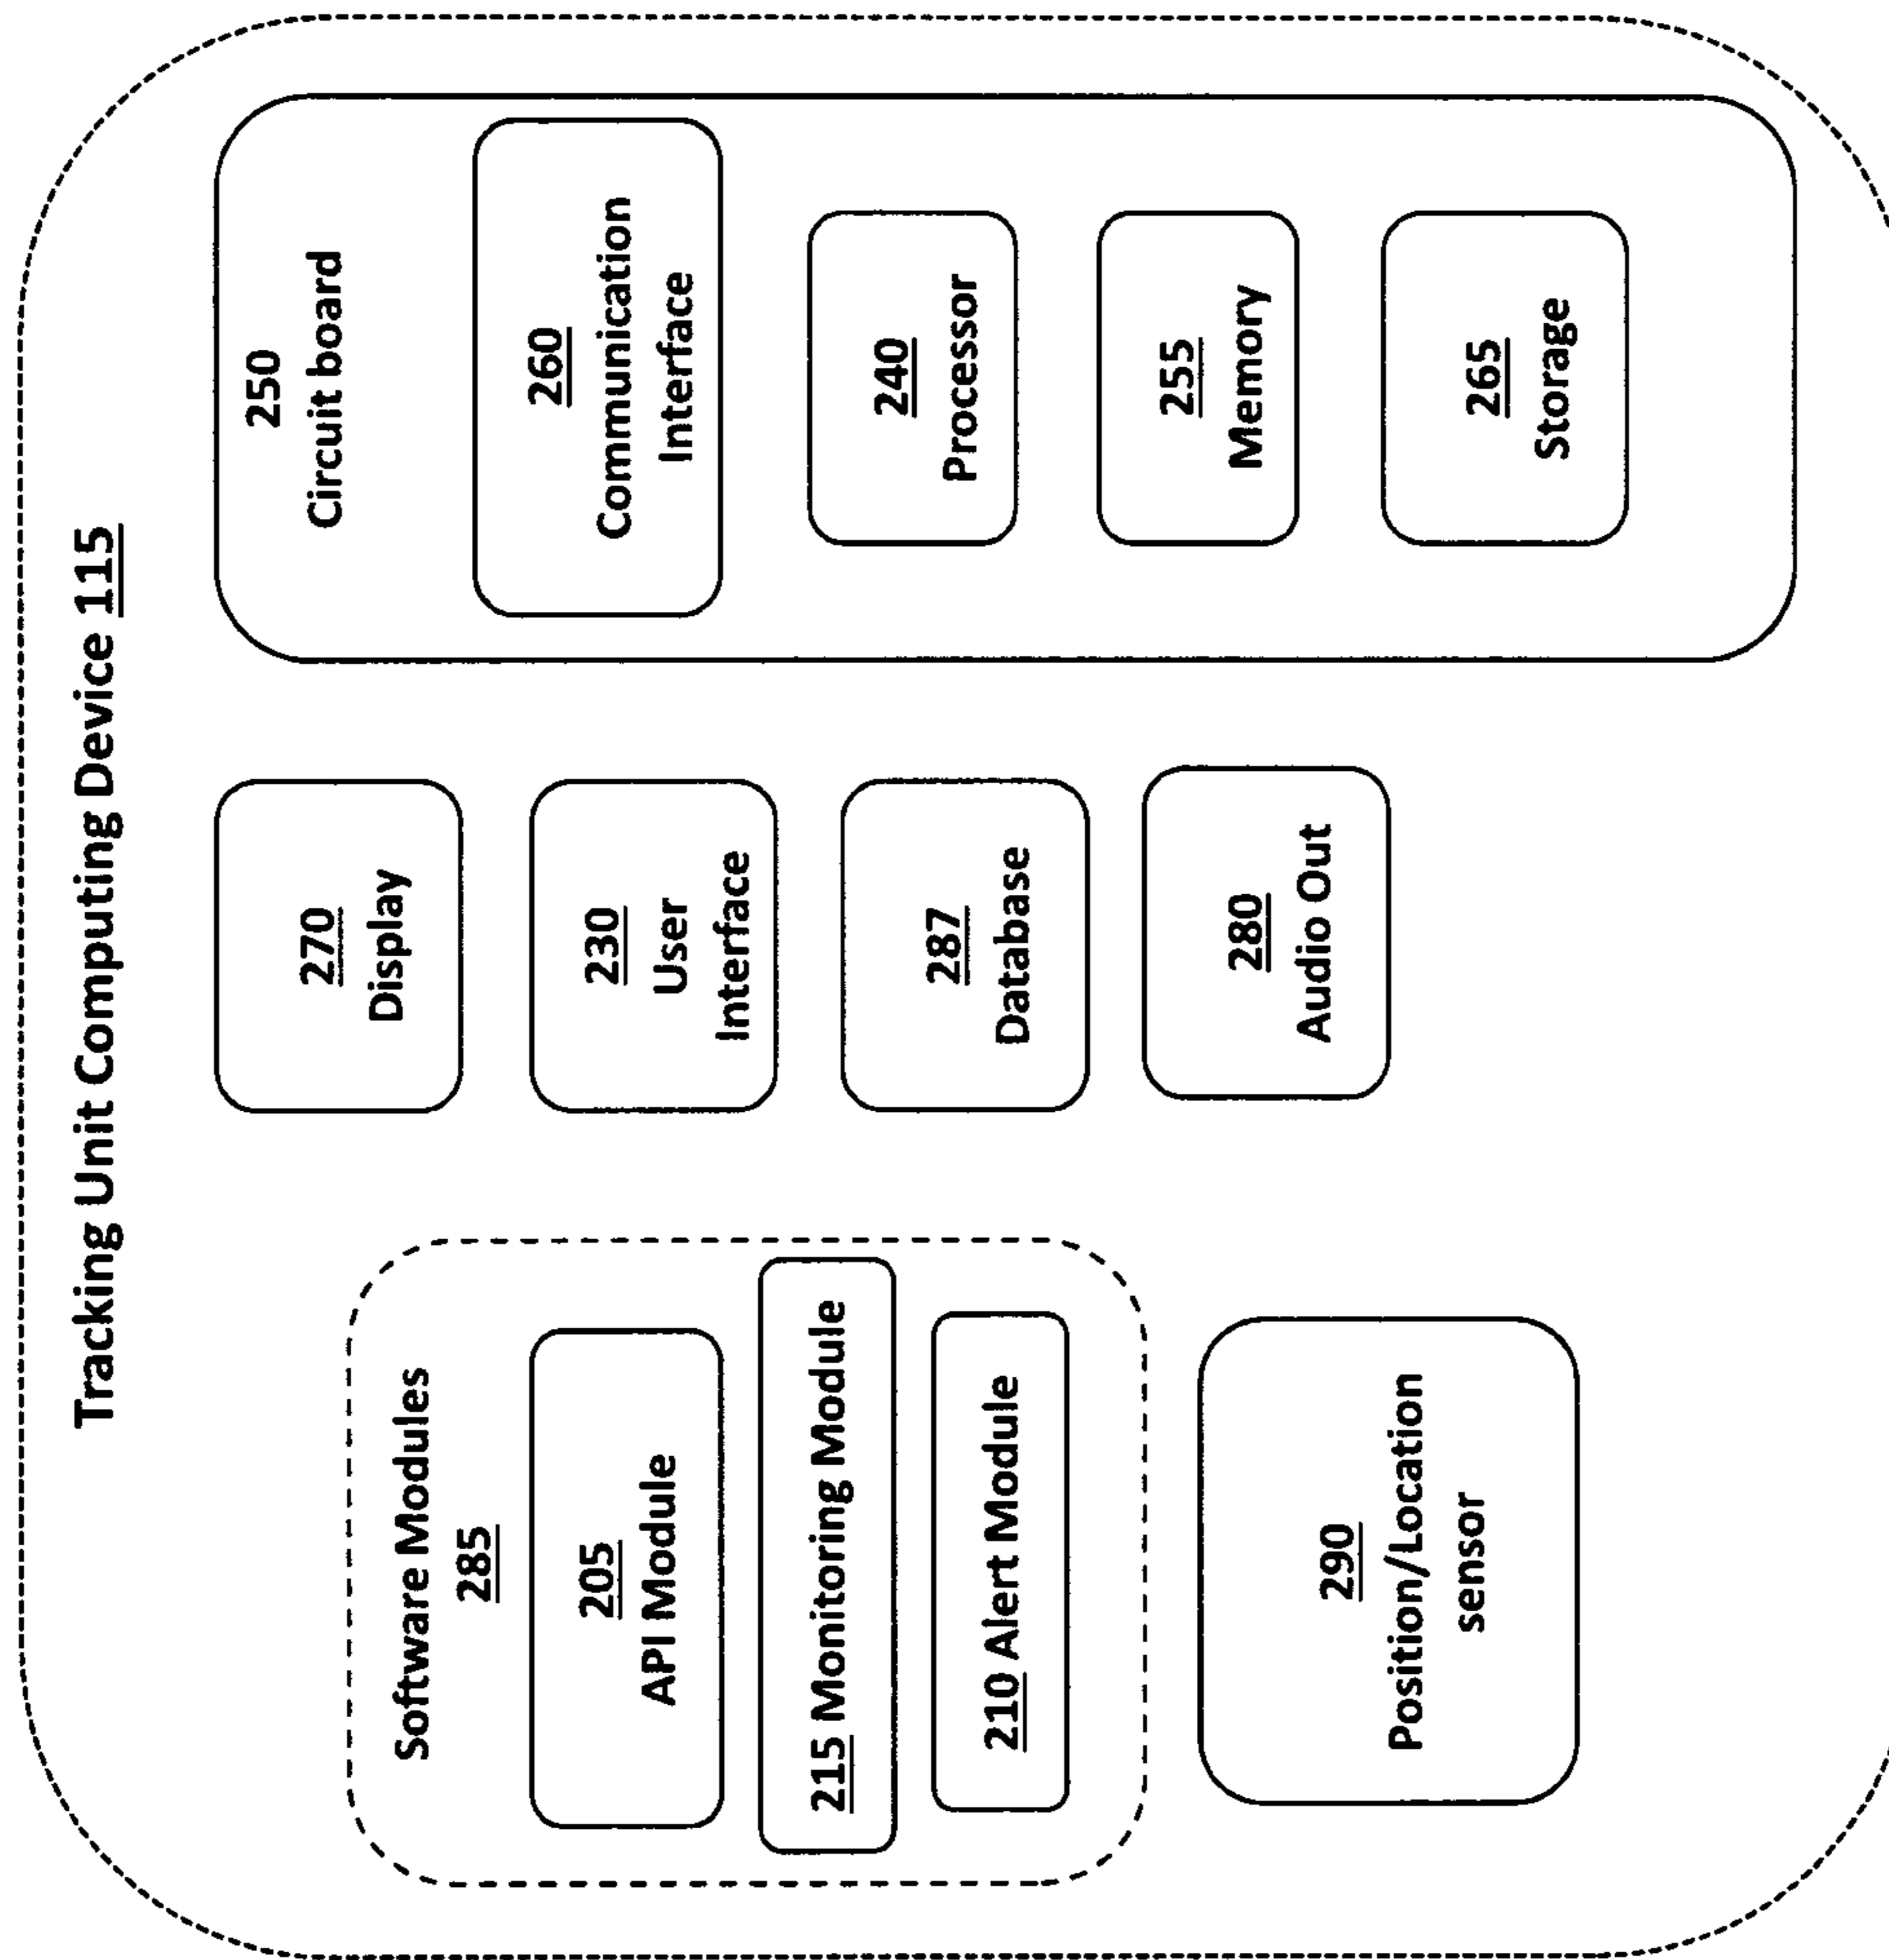 Tracking Unit Computing Device 115
Software Modules
285
205
API Module
215 Monitoring Module
210 Alert Module
290
Position/Location
sensor
270
Display
230
User
Interface
287
Database
280
Audio Out
250
Circuit board
260
Communication
Interface
240
Processor
255
Memory
265
Storage